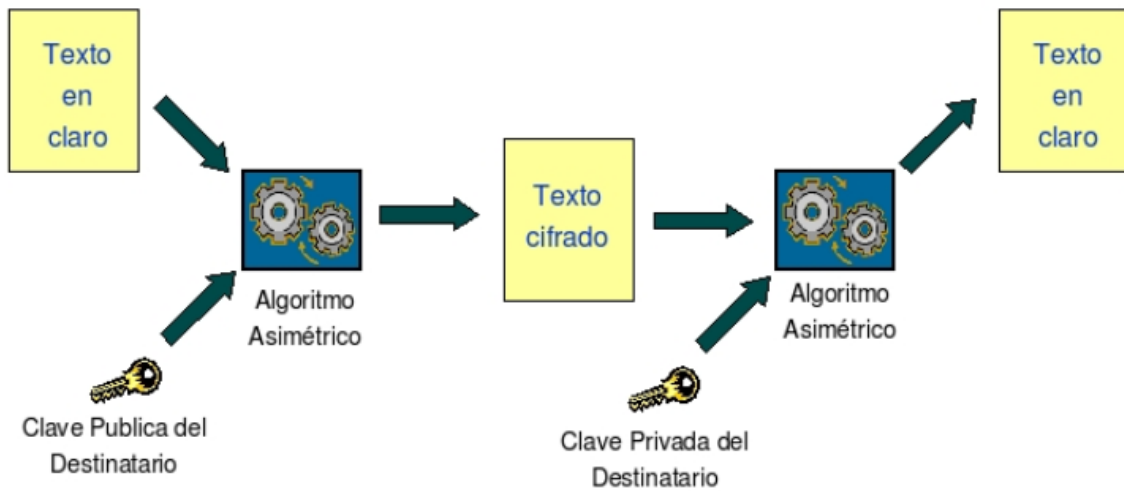 Texto
en
claro
Algoritmo
Asimétrico
Clave Publica del
Destinatario
Texto
cifrado
Algoritmo
Asimétrico
Clave Privada del
Destinatario
Texto
en
claro